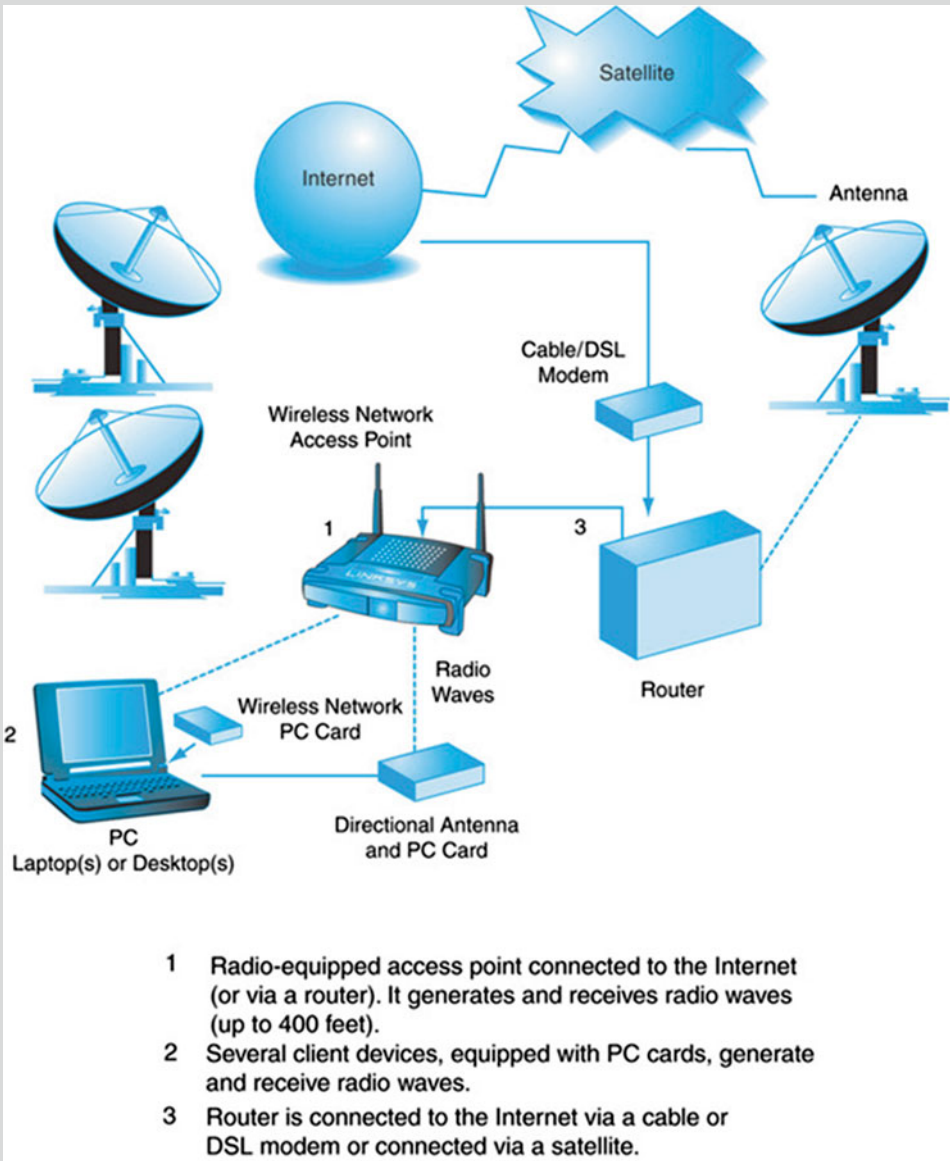 Satellite
Internet
Antenna
Cable/DSL
Modem
Wireless Network
Access Point
1
3
LINKSYS
Radio
Waves
Router
Wireless Network
PC Card
2
Directional Antenna
and PC Card
PC
Laptop(s) or Desktop(s)
1 Radio-equipped access point connected to the Internet
(or via a router). It generates and receives radio waves
(up to 400 feet).
2 Several client devices, equipped with PC cards, generate
and receive radio waves.
3 Router is connected to the Internet via a cable or
DSL modem or connected via a satellite.